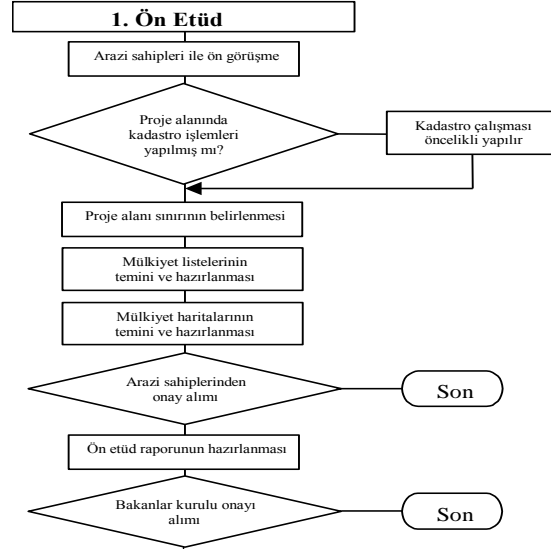 1. Ön Etüd
Arazi sahipleri ile ön görüşme
Proje alanında
kadastro işlemleri
yapılmış mı?
Kadastro çalışması
öncelikli yapılır
Proje alanı sınırının belirlenmesi
Mülkiyet listelerinin
temini ve hazırlanması
Mülkiyet haritalarının
temini ve hazırlanması
Arazi sahiplerinden
onay alımı
Son
Ön etüd raporunun hazırlanması
Bakanlar kurulu onayı
alımı
Son